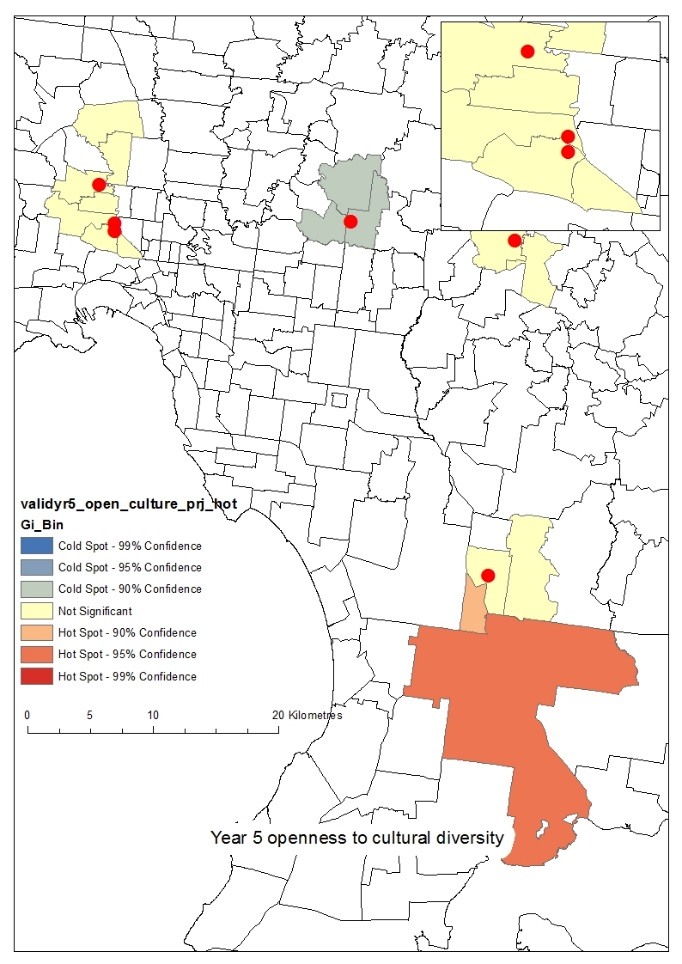 validyr5_open_culture_prj_hot
Gi_Bin
Cold Spot - 99% Confidence
Cold Spot - 95% Confidence
Cold Spot - 90% Confidence
Not Significant
Hot Spot - 90% Confidence
Hot Spot - 95% Confidence
Hot Spot - 99% Confidence
0 5 10 20 Kilometres
Year 5 openness to cultural diversity